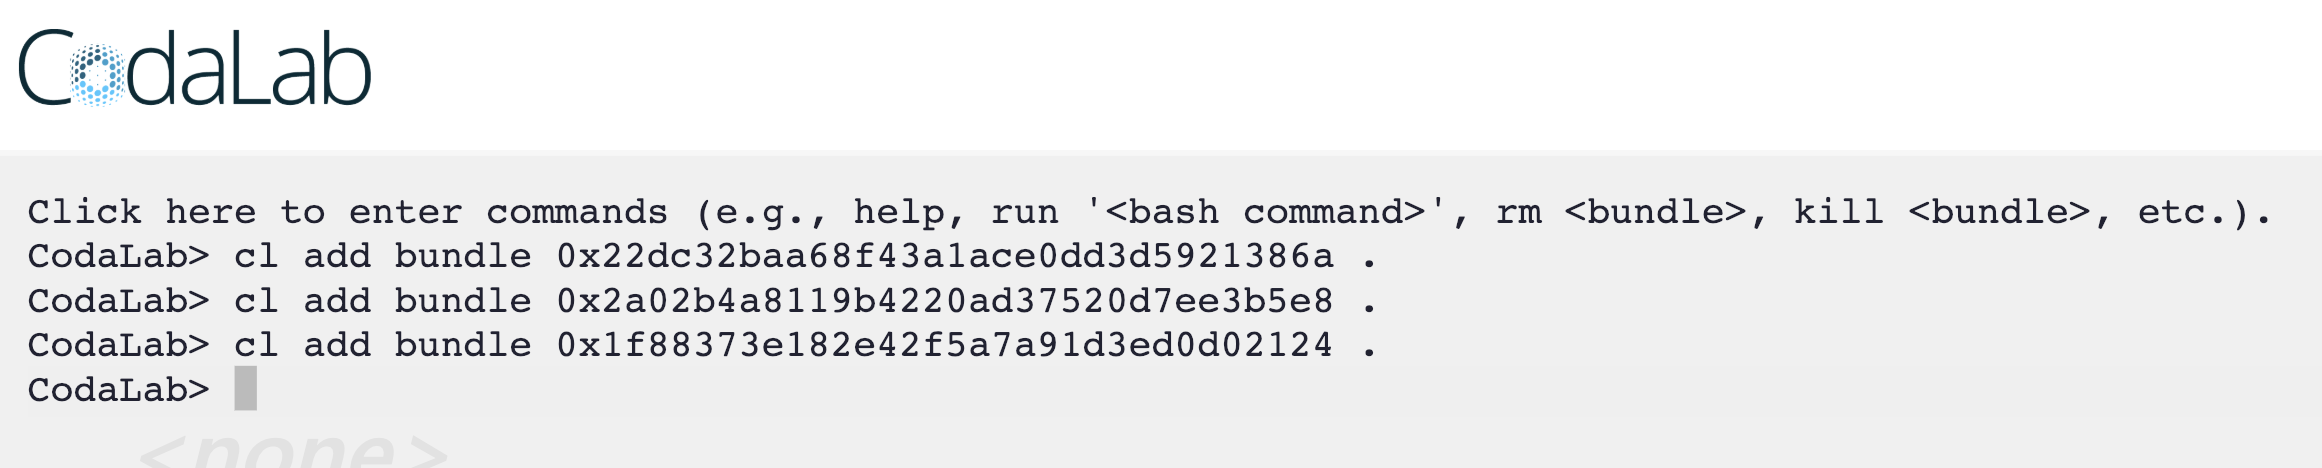 CodaLab
Click here to enter commands (e.g., help, run '<bash command>', rm <bundle>, kill <bundle>, etc.).
CodaLab> cl add bundle 0x22dc32baa68f43a1ace0dd3d5921386a .
CodaLab> cl add bundle 0x2a02b4a8119b4220ad37520d7ee3b5e8 .
CodaLab> cl add bundle 0x1f88373e182e42f5a7a91d3ed0d02124 .
CodaLab>
<none>